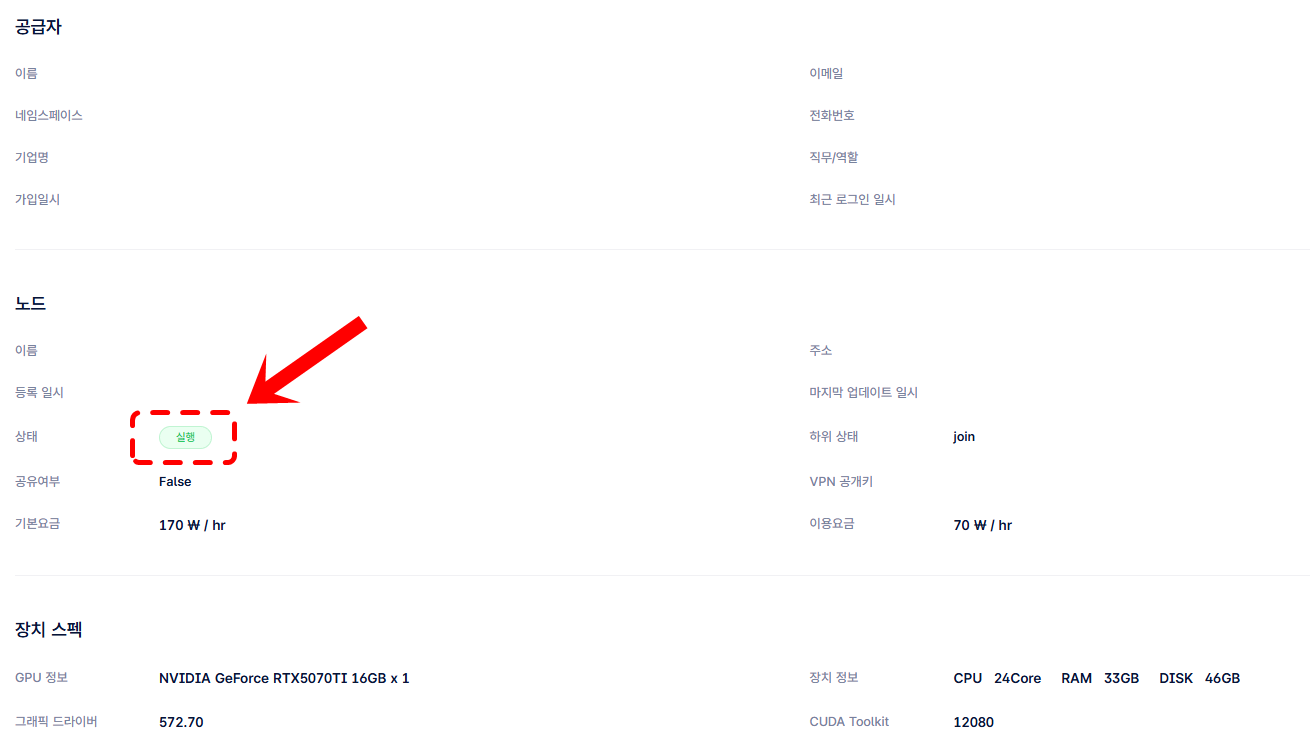 공급자
이름 이메일
네임스페이스 전화번호
기업명 직무/역할
가입일시 최근 로그인 일시
노드
이름 주소
등록 일시 마지막 업데이트 일시
상태 실행 하위 상태 join
공유여부 False VPN 공개키
기본요금 170 ₩ / hr 이용요금 70 ₩ / hr
장치 스펙
GPU 정보 NVIDIA GeForce RTX5070TI 16GB x 1 장치 정보 CPU 24Core RAM 33GB DISK 46GB
그래픽 드라이버 572.70 CUDA Toolkit 12080